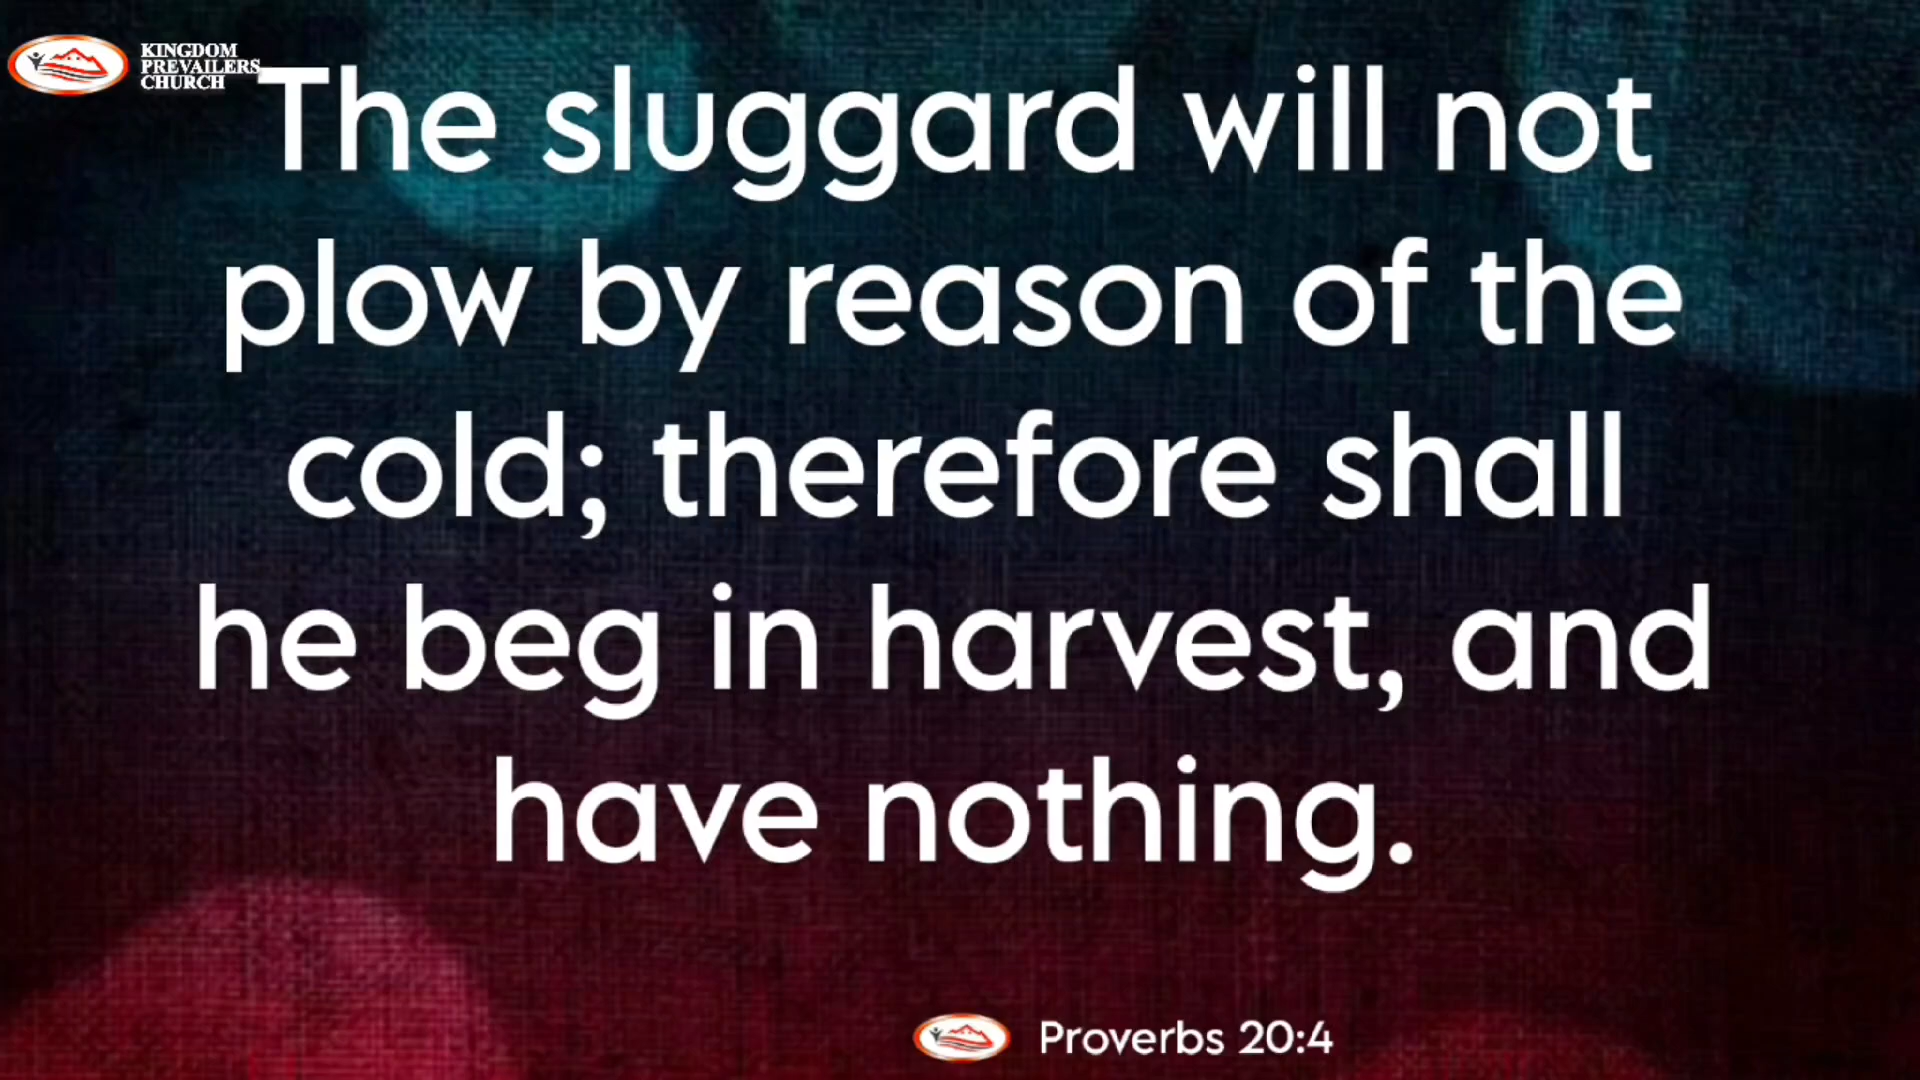 KINGDOM
PREVAILERS
CHURCH
The sluggard will not
plow by reason of the
cold; therefore shall
he beg in harvest, and
have nothing.
Proverbs 20:4